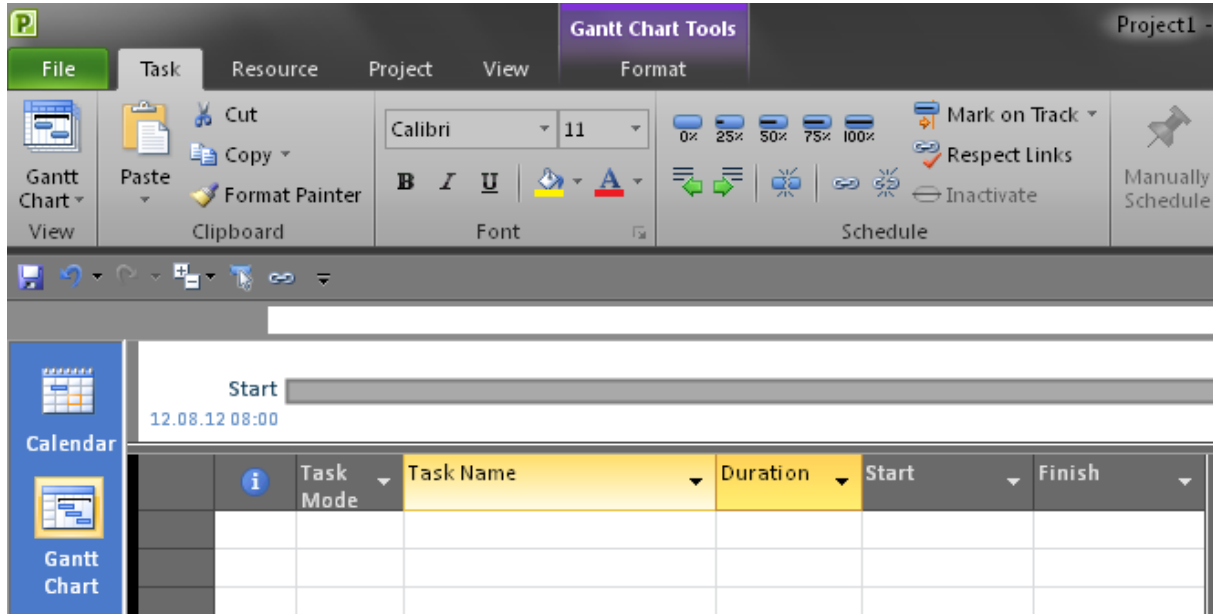 Gantt Chart Tools
Project1 -
File Task Resource Project View Format
Cut
Copy
Format Painter
Paste
Gantt
Chart
View
Clipboard
Calibri 11
B I U A
Font
0% 25% 50% 75% 100%
Mark on Track
Respect Links
Inactivate
Schedule
Manually
Schedule
Start
12.08.12 08:00
Calendar
Gantt
Chart
Task
Mode
Task Name
Duration
Start
Finish